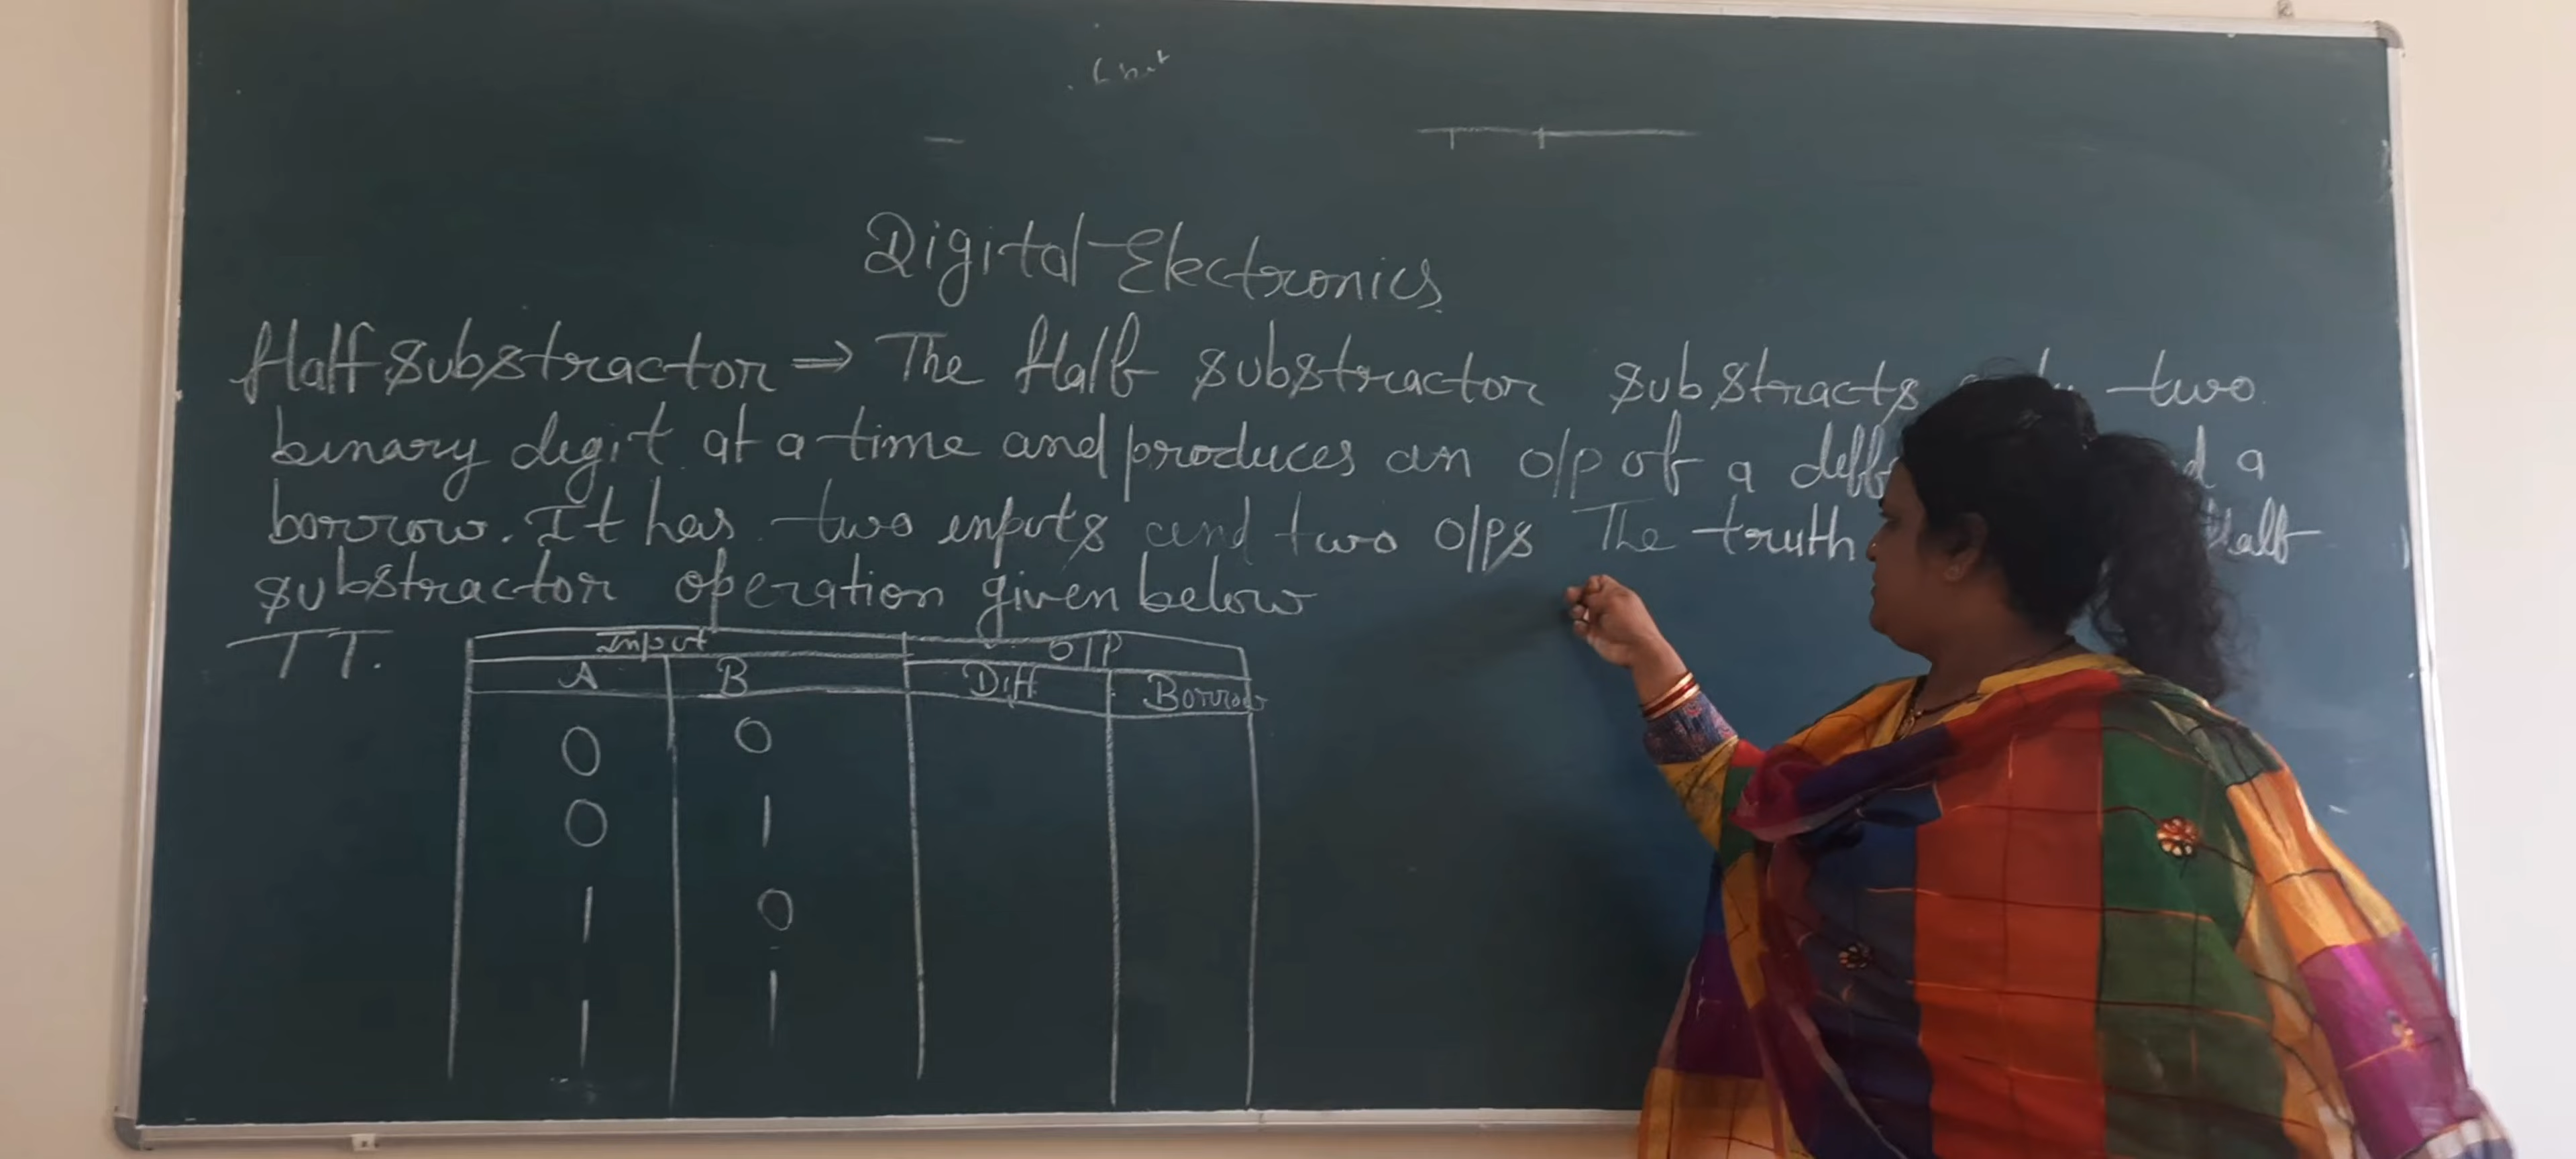 Digital Electronics
Half Substractor ⇒ The Half Substractor Substracts two
binary degit at a time and produces an O/P of a a
borrow. It has two inputs and two O/Ps The truth Half
substractor operation given below
T T.
Input O/P
A B Diff Borrow
0 0
0 1
1 0
1 1